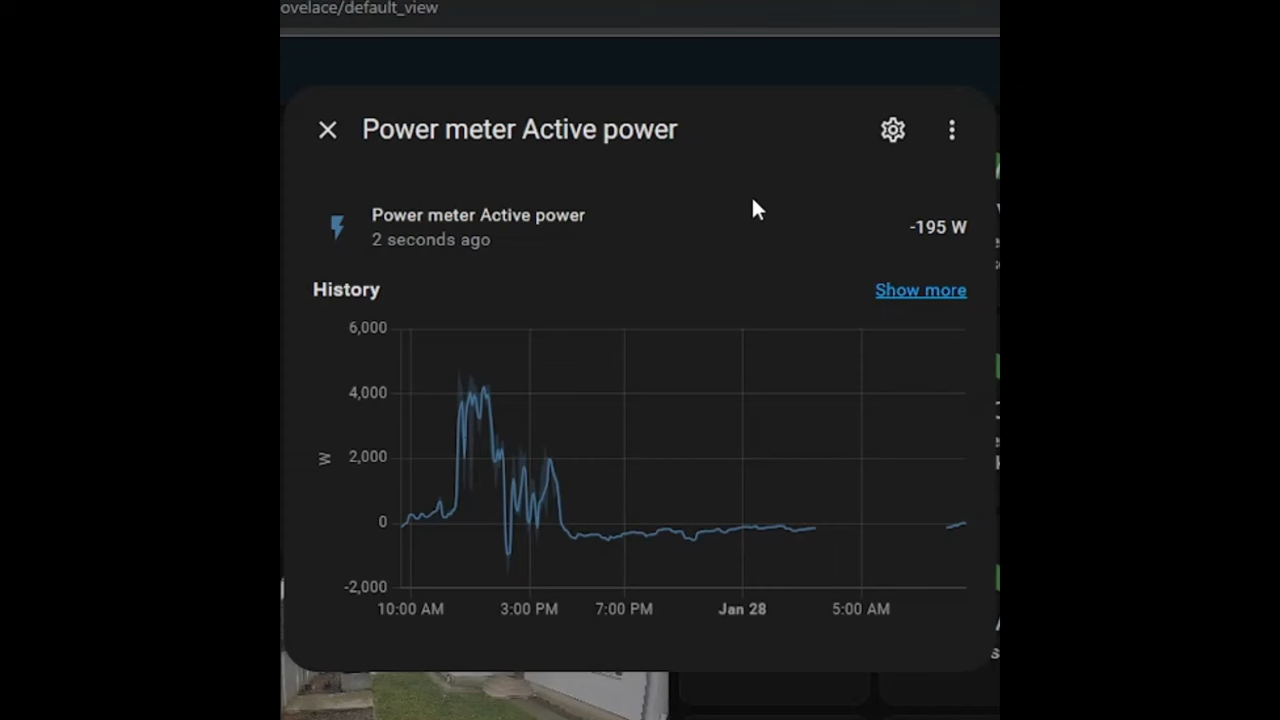 ovelace/default_view
Power meter Active power
Power meter Active power
2 seconds ago
-195 W
History
Show more
6,000
4,000
2,000
0
-2,000
W
10:00 AM
3:00 PM
7:00 PM
Jan 28
5:00 AM